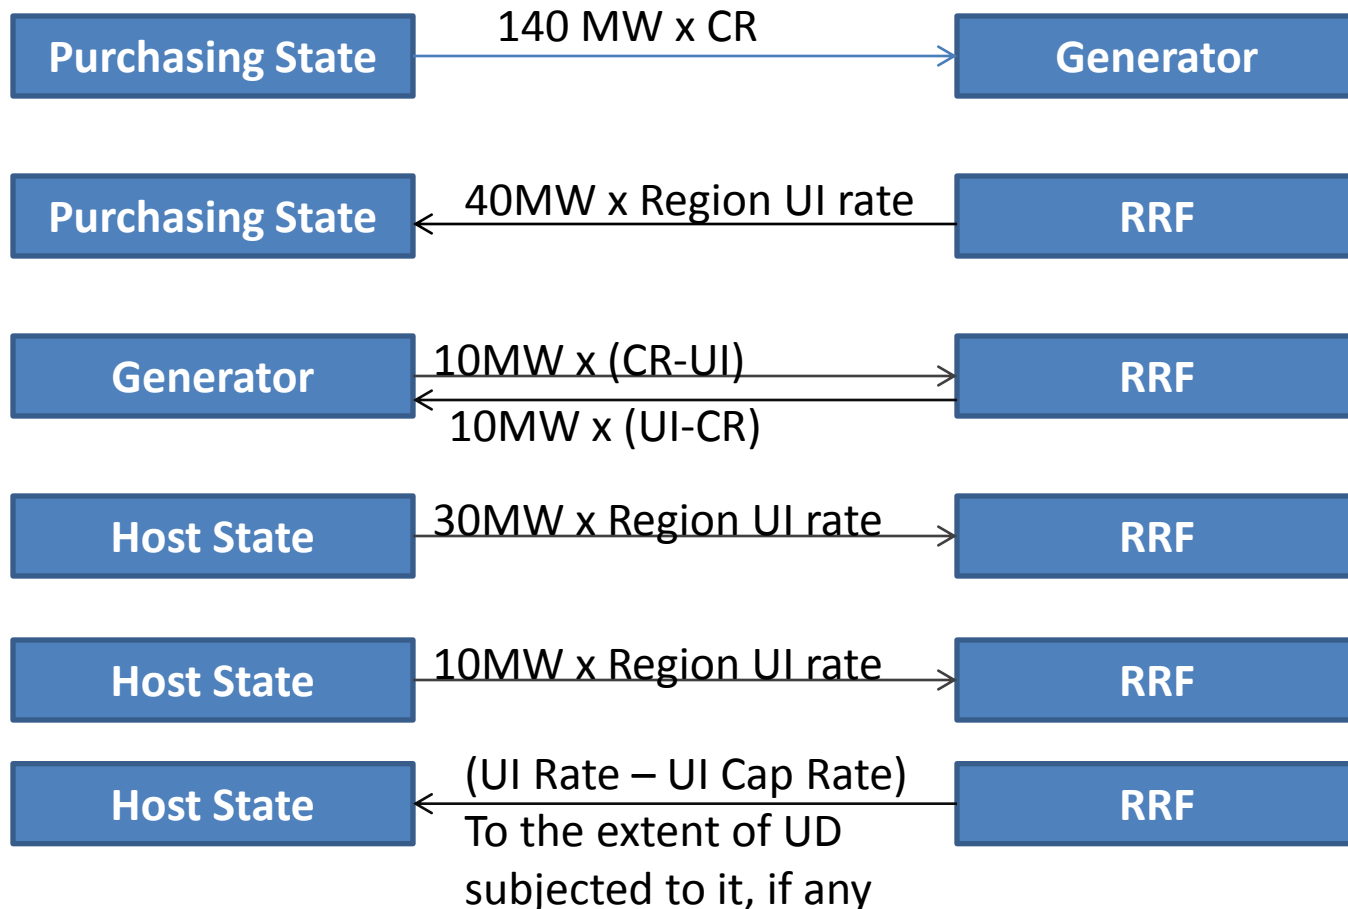 140 MW x CR
Purchasing State
Generator
40MW x Region UI rate
Purchasing State
RRF
10MW x (CR-UI)
Generator
RRF
10MW x (UI-CR)
30MW x Region UI rate
Host State
RRF
10MW x Region UI rate
Host State
RRF
(UI Rate – UI Cap Rate)
Host State
RRF
To the extent of UD
subjected to it, if any